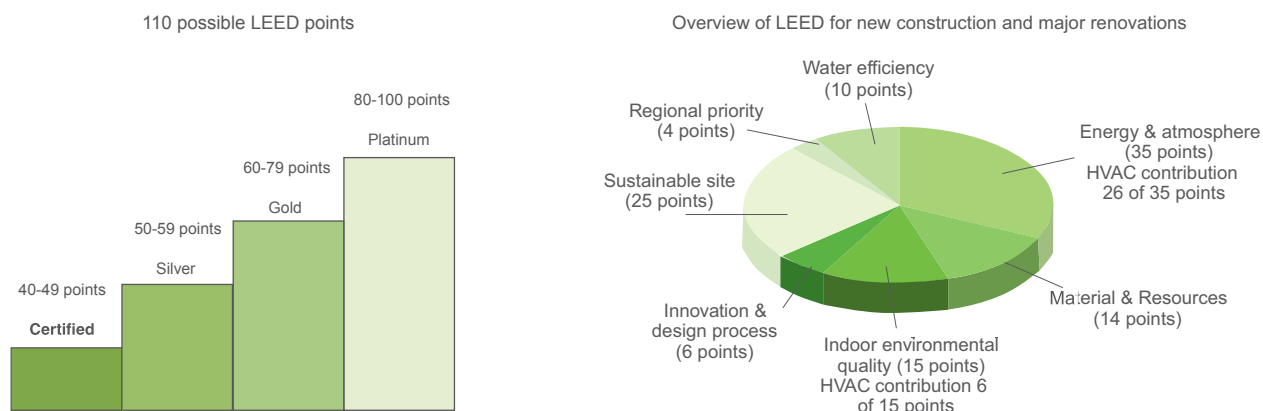 110 possible LEED points
80-100 points
Platinum
60-79 points
Gold
50-59 points
Silver
40-49 points
Certified
Overview of LEED for new construction and major renovations
Water efficiency
(10 points)
Regional priority
(4 points)
Energy & atmosphere
(35 points)
HVAC contribution
26 of 35 points
Sustainable site
(25 points)
Material & Resources
(14 points)
Innovation &
design process
(6 points)
Indoor environmental
quality (15 points)
HVAC contribution 6
of 15 points